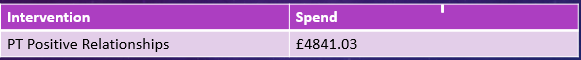 Intervention Spend
PT Positive Relationships £4841.03